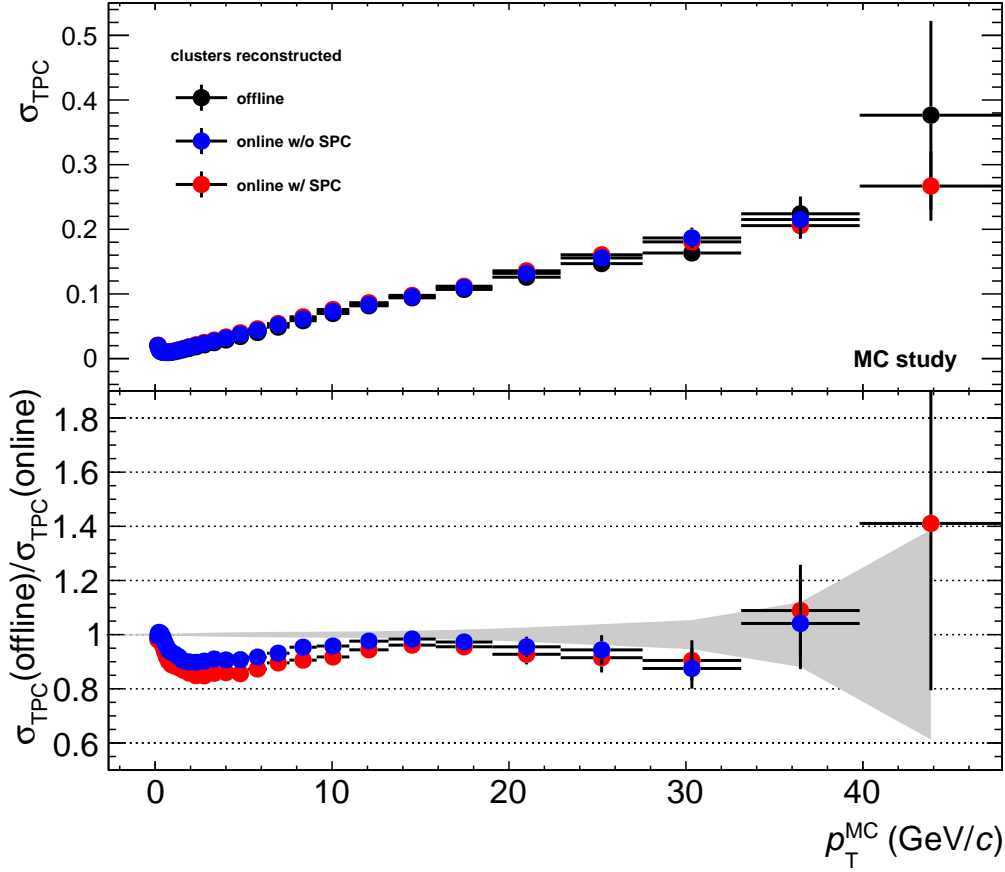 σTPC
0.5
0.4
0.3
0.2
0.1
0
clusters reconstructed
offline
online w/o SPC
online w/ SPC
MC study
σTPC(offline)/σTPC(online)
1.8
1.6
1.4
1.2
1
0.8
0.6
0 10 20 30 40
pTMC (GeV/c)